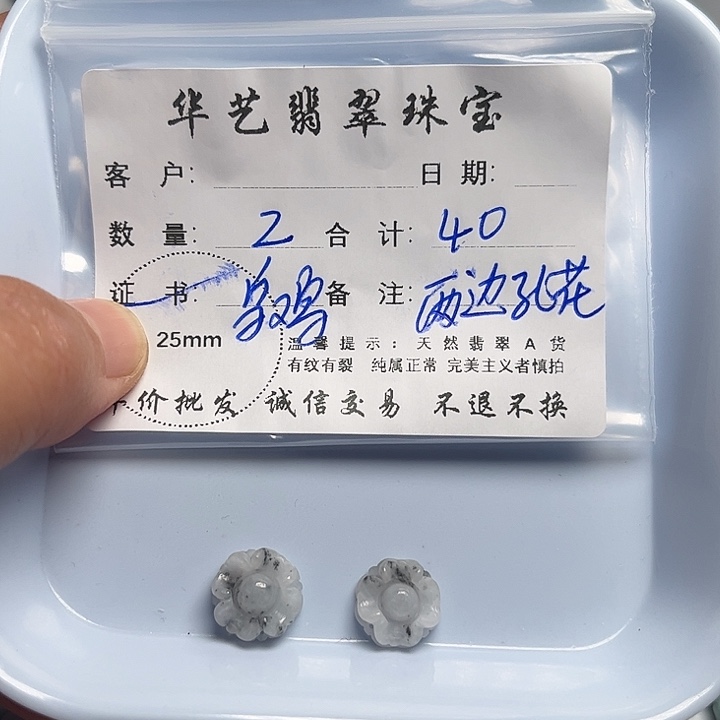 华艺翡翠珠宝
客 户: 日 期:
数 量: 2 合 计: 40
证 书: 乌鸡 备 注: 两边孔花
25mm
温馨提示: 天然翡翠A货
有纹有裂 纯属正常 完美主义者慎拍
价批发 诚信交易 不退不换